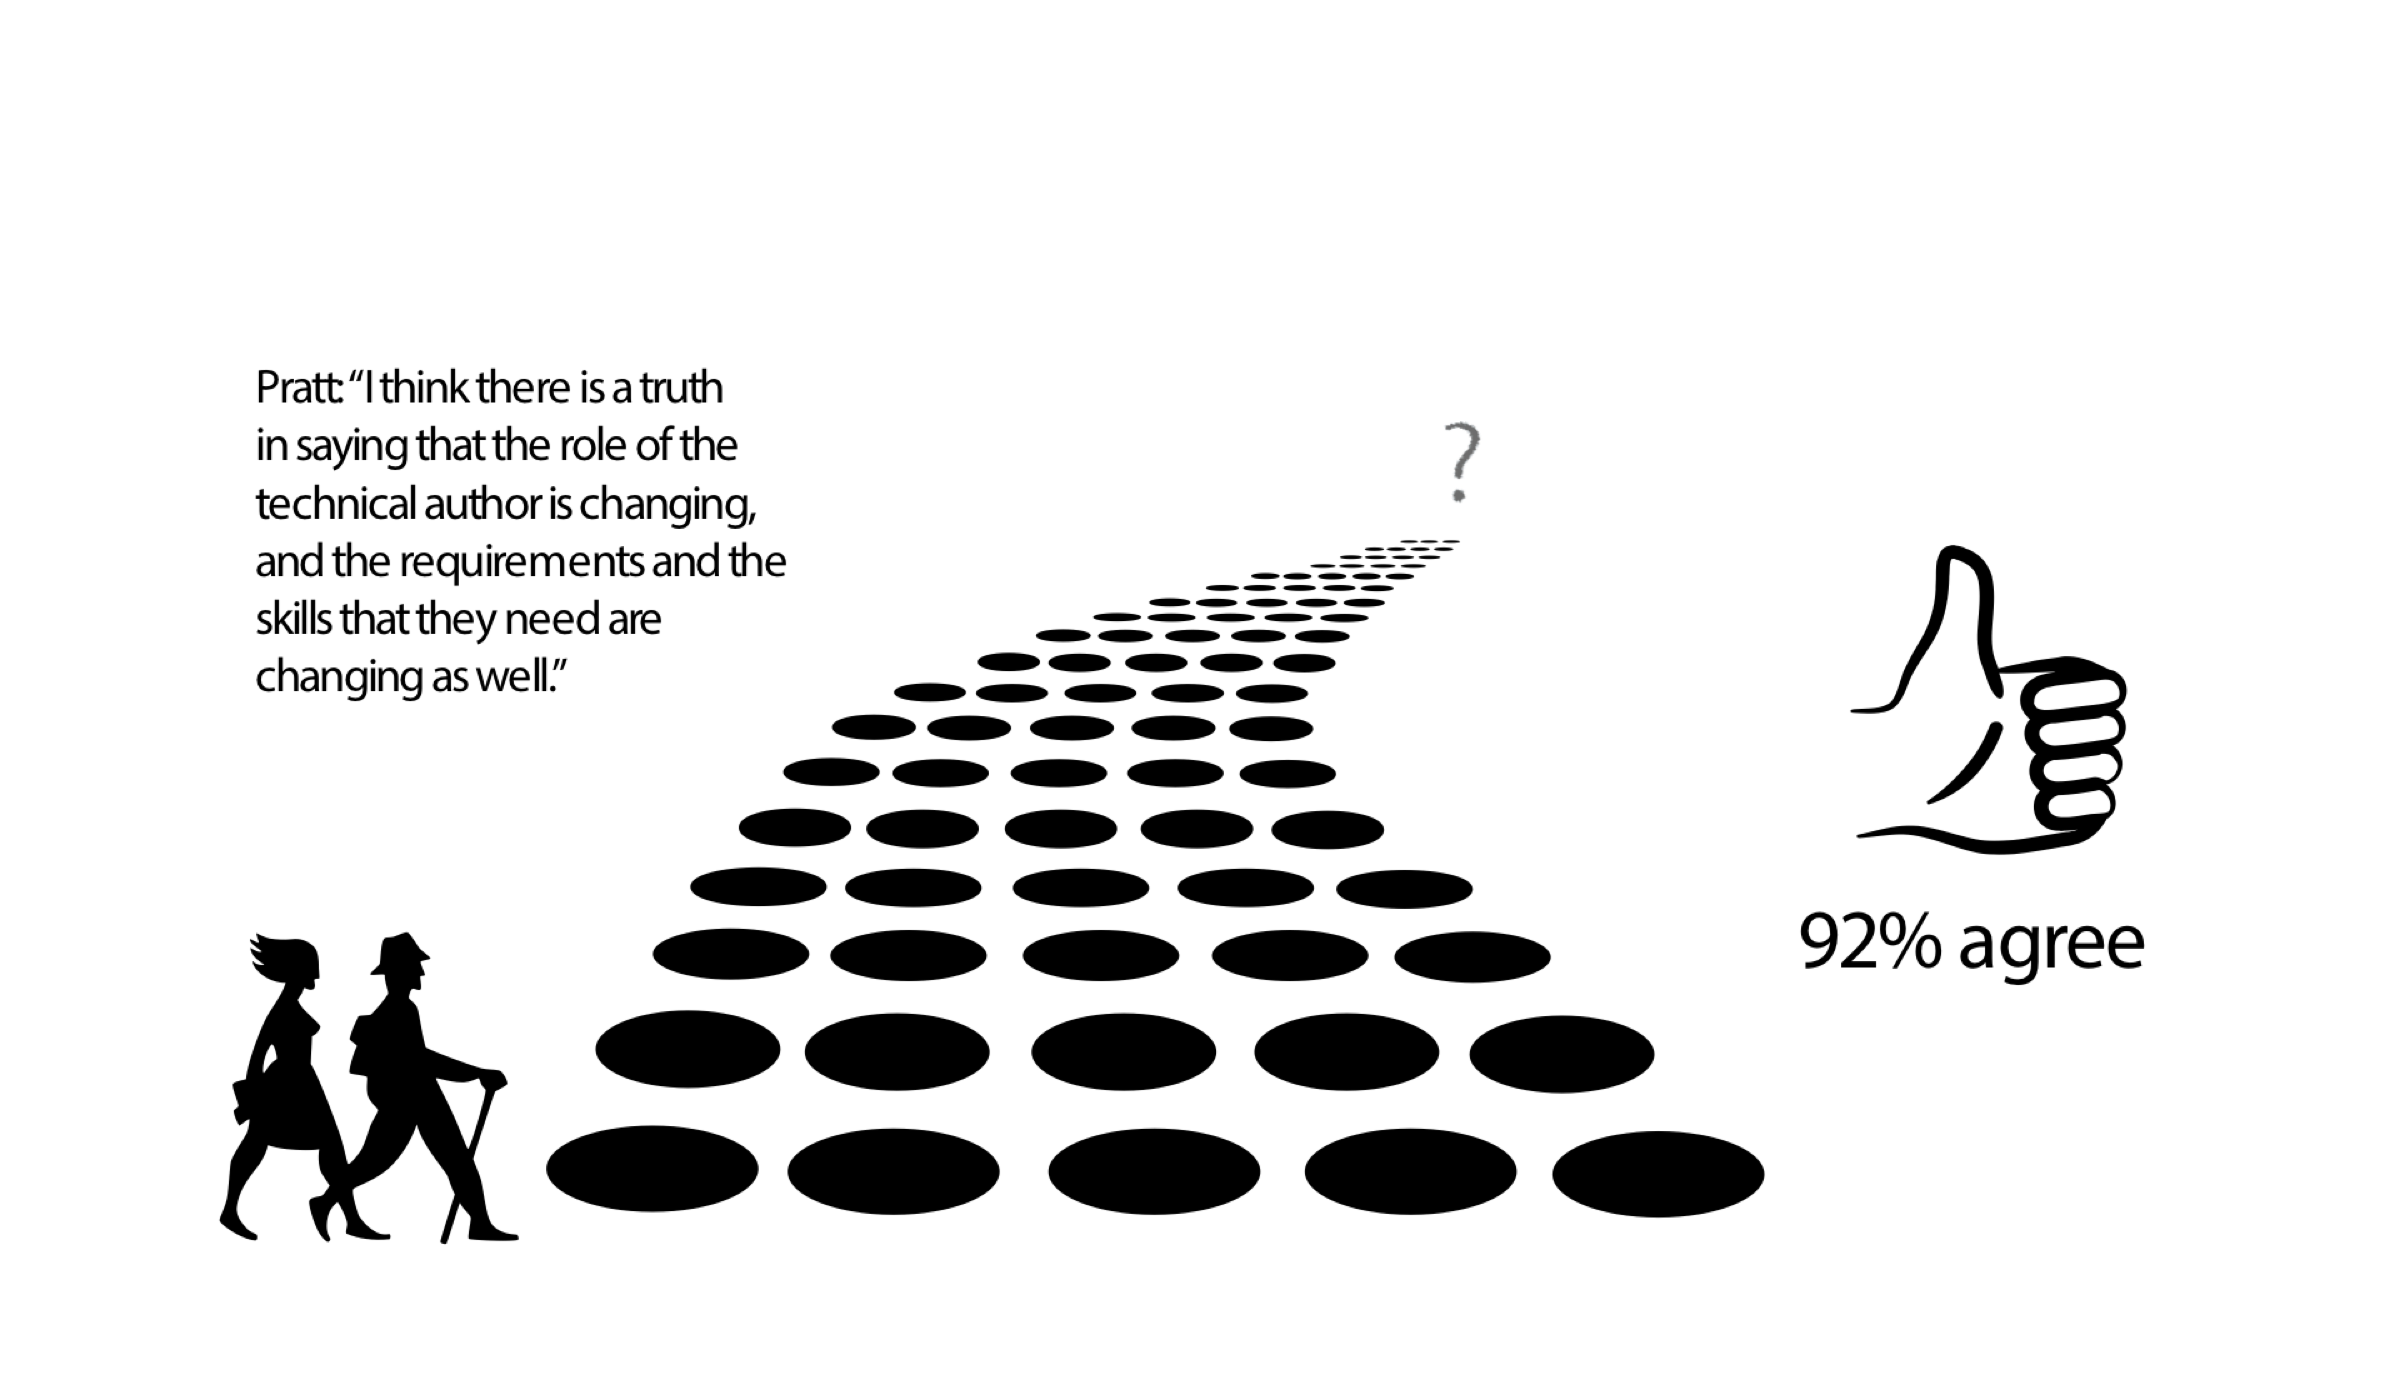 Pratt: “I think there is a truth
in saying that the role of the
technical author is changing,
and the requirements and the
skills that they need are
changing as well.”
?
92% agree